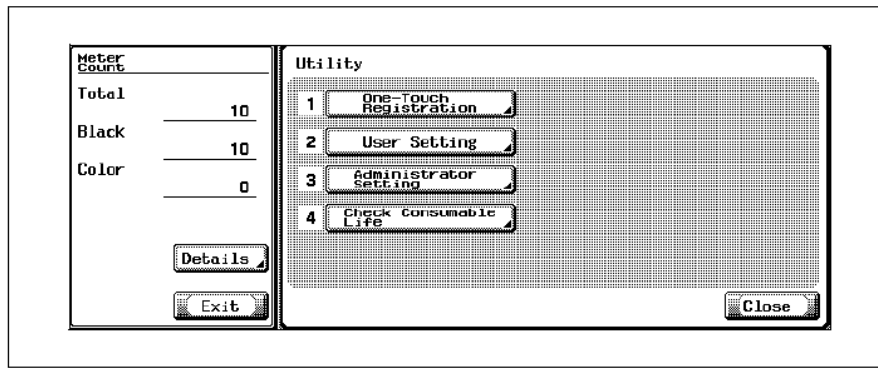 Meter
Count
Total
10
Black
10
Color
0
Details
Exit
Utility
1 One-Touch
Registration
2 User Setting
3 Administrator
Setting
4 Check Consumable
Life
Close